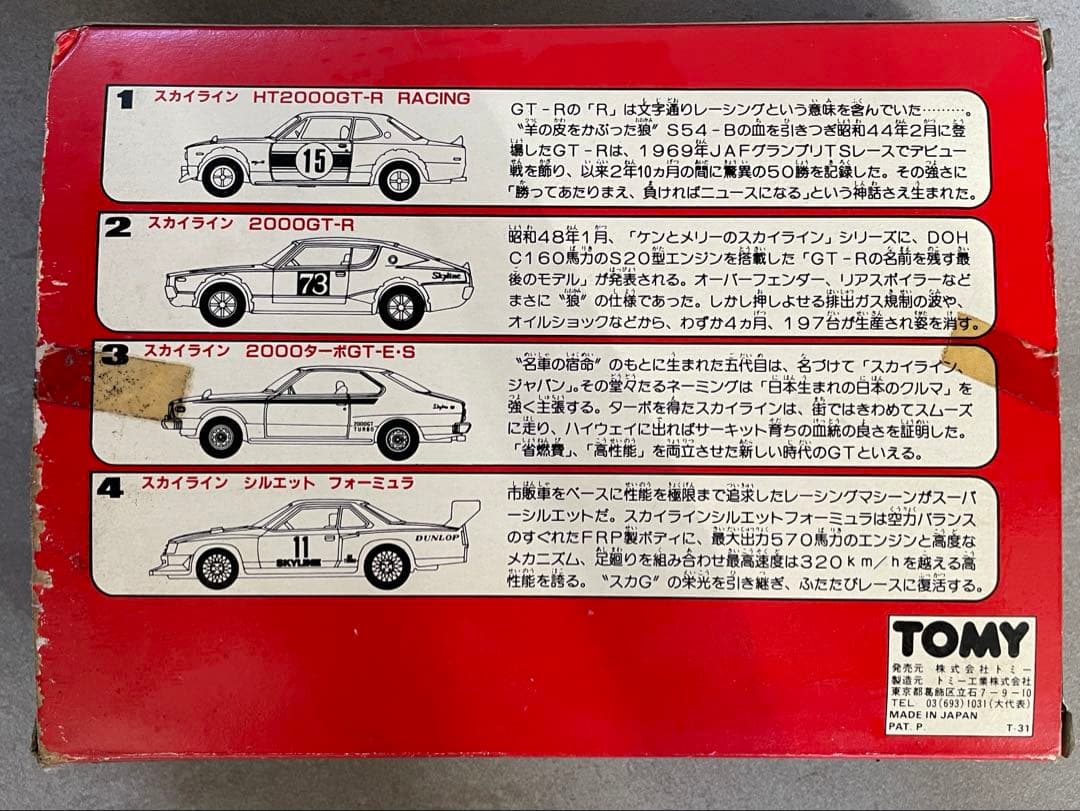 1 スカイライン HT2000GT-R RACING
15
GT-Rの「R」は文字通りレーシングという意味を含んでいた………。
〝羊の皮をかぶった狼〟S54-Bの血を引きつぎ昭和44年2月に登
場したGT-Rは、1969年JAFグランプリTSレースでデビュー
戦を飾り、以来2年10ヵ月の間に驚異の50勝を記録した。その強さに
「勝ってあたりまえ、負ければニュースになる」という神話さえ生まれた。
2 スカイライン 2000GT-R
73
Skyline
昭和48年1月、「ケンとメリーのスカイライン」シリーズに、DOH
C160馬力のS20型エンジンを搭載した「GT-Rの名前を残す最
後のモデル」が発表される。オーバーフェンダー、リアスポイラーなど
まさに〝狼〟の仕様であった。しかし押しよせる排出ガス規制の波や、
オイルショックなどから、わずか4ヵ月、197台が生産され姿を消す。
3 スカイライン 2000ターボGT-E・S
2000GT
TURBO
〝名車の宿命〟のもとに生まれた五代目は、名づけて「スカイライン、
ジャパン」。その堂々たるネーミングは「日本生まれの日本のクルマ」を
強く主張する。ターボを得たスカイラインは、街ではきわめてスムーズ
に走り、ハイウェイに出ればサーキット育ちの血統の良さを証明した。
「省燃費」、「高性能」を両立させた新しい時代のGTといえる。
4 スカイライン シルエット フォーミュラ
11
SKYLINE
DUNLOP
市販車をベースに性能を極限まで追求したレーシングマシーンがスーパ
ーシルエットだ。スカイラインシルエットフォーミュラは空力バランス
のすぐれたFRP製ボディに、最大出力570馬力のエンジンと高度な
メカニズム、足廻りを組み合わせ最高速度は320km/hを越える高
性能を誇る。〝スカG〟の栄光を引き継ぎ、ふたたびレースに復活する。
TOMY
発売元 株式会社トミー
製造元 トミー工業株式会社
東京都葛飾区立石7-9-10
TEL 03(693)1031(大代表)
MADE IN JAPAN
PAT. P. T-31